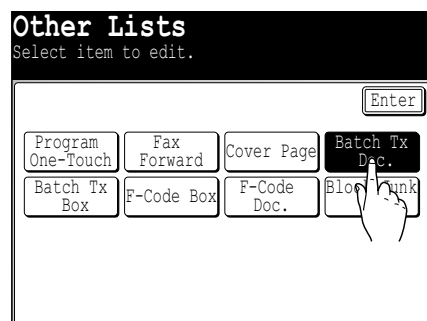 Other Lists
Select item to edit.
Enter
Program
One-Touch
Fax
Forward
Cover Page
Batch Tx
Doc.
Batch Tx
Box
F-Code Box
F-Code
Doc.
Junk